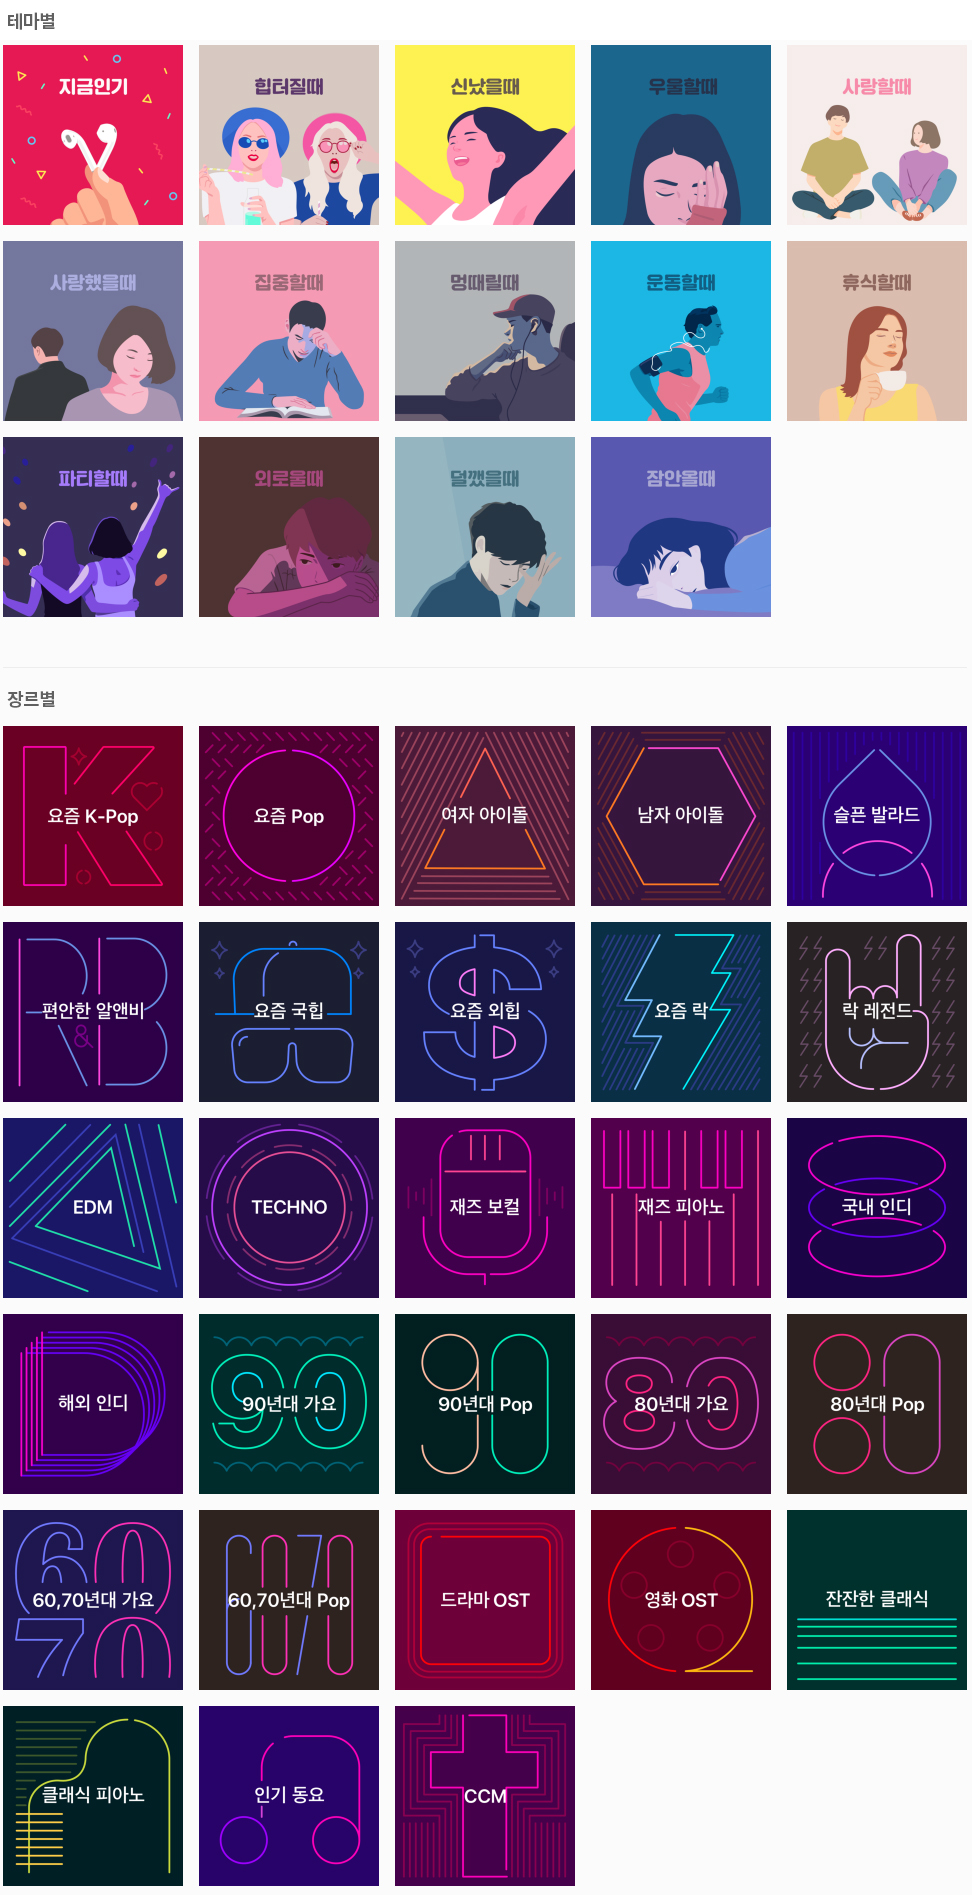 테마별
지금인기
힙터질때
신났을때
우울할때
사랑할때
사랑했을때
집중할때
멍때릴때
운동할때
휴식할때
파티할때
외로울때
덜깼을때
잠안올때
장르별
요즘 K-Pop
요즘 Pop
여자 아이돌
남자 아이돌
슬픈 발라드
편안한 알앤비
요즘 국힙
요즘 외힙
요즘 락
락 레전드
EDM
TECHNO
재즈 보컬
재즈 피아노
국내 인디
해외 인디
90년대 가요
90년대 Pop
80년대 가요
80년대 Pop
60,70년대 가요
60,70년대 Pop
드라마 OST
영화 OST
잔잔한 클래식
클래식 피아노
인기 동요
CCM